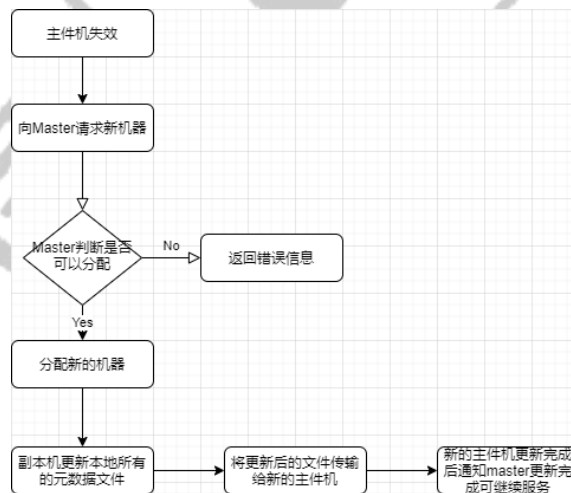 主件机失效
向Master请求新机器
Master判断是否
可以分配
No
返回错误信息
Yes
分配新的机器
副本机更新本地所有
的元数据文件
将更新后的文件传输
给新的主件机
新的主件机更新完成
后通知master更新完
成可继续服务